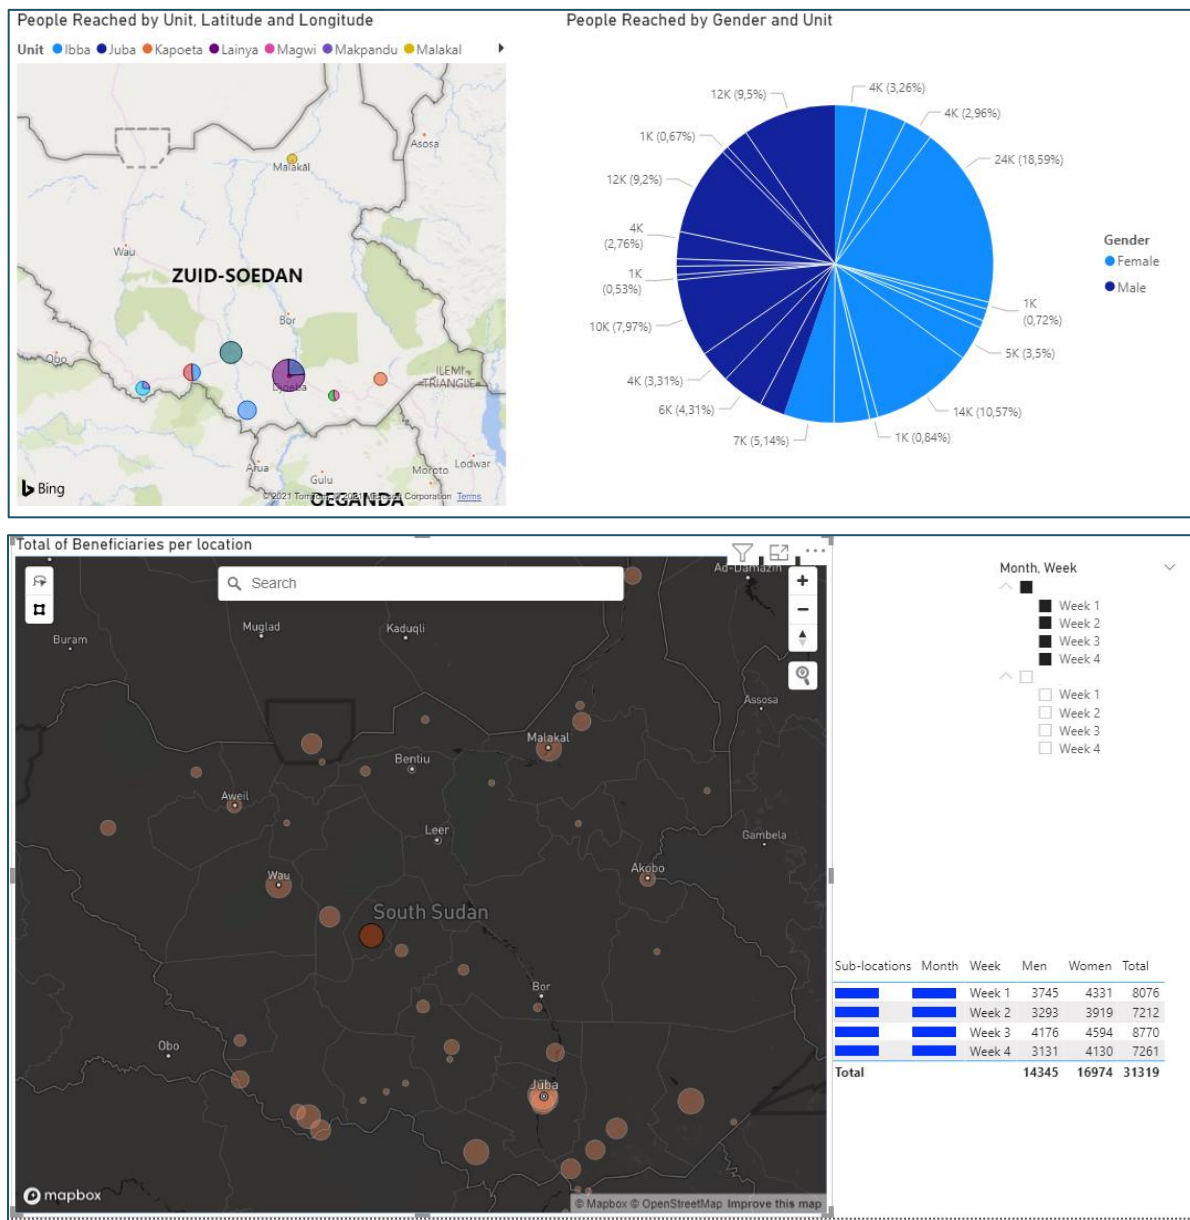 People Reached by Unit, Latitude and Longitude
Unit Ibba Juba Kapoeta Lainya Magwi Makpandu Malakal
Asosa
Malakal
Wau
ZUID-SOEDAN
Bor
Obo
ILEMI
TRIANGLE
Djoeba
Arua
Gulu
Moroto
Lodwar
OEGANDA
Bing
© 2021 TomTom, © 2021 Microsoft Corporation Terms
People Reached by Gender and Unit
12K (9,5%)
4K (3,26%)
4K (2,96%)
1K (0,67%)
24K (18,59%)
12K (9,2%)
4K
(2,76%)
1K
(0,53%)
1K
(0,72%)
10K (7,97%)
5K (3,5%)
4K (3,31%)
14K (10,57%)
6K (4,31%)
7K (5,14%)
1K (0,84%)
Gender
Female
Male
Total of Beneficiaries per location
Search
Ad-Damazin
Muglad
Kaduqli
Buram
Assosa
Malakal
Bentiu
Aweil
Leer
Gambela
Wau
Akobo
South Sudan
Bor
Obo
Juba
mapbox
© Mapbox © OpenStreetMap Improve this map
Month, Week
Week 1
Week 2
Week 3
Week 4
Week 1
Week 2
Week 3
Week 4
Sub-locations Month Week Men Women Total
Week 1 3745 4331 8076
Week 2 3293 3919 7212
Week 3 4176 4594 8770
Week 4 3131 4130 7261
Total 14345 16974 31319